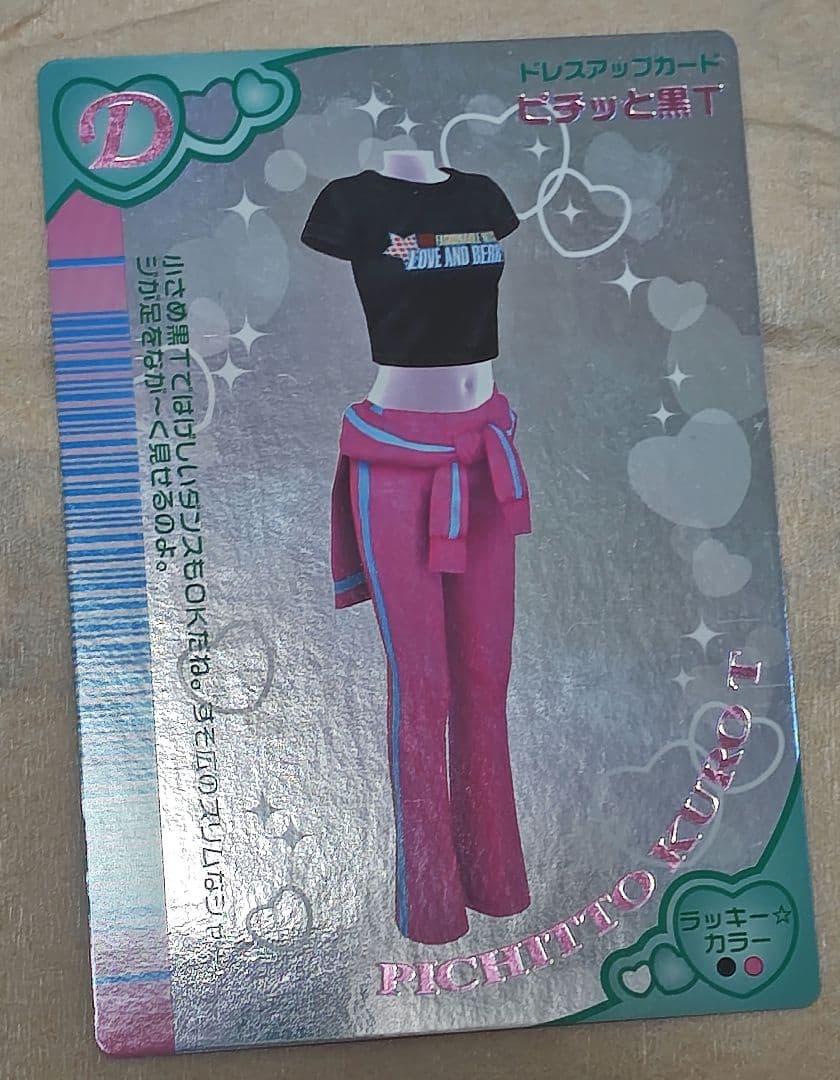 D
ドレスアップカード
ピチッと黒T
LOVE AND BERR
小さめ黒TではげしいダンスもOKだね。すそ広のスリムなジャー
ジが足をなが〜く見せるのよ。
PICHITTO KURO T
ラッキー☆
カラー